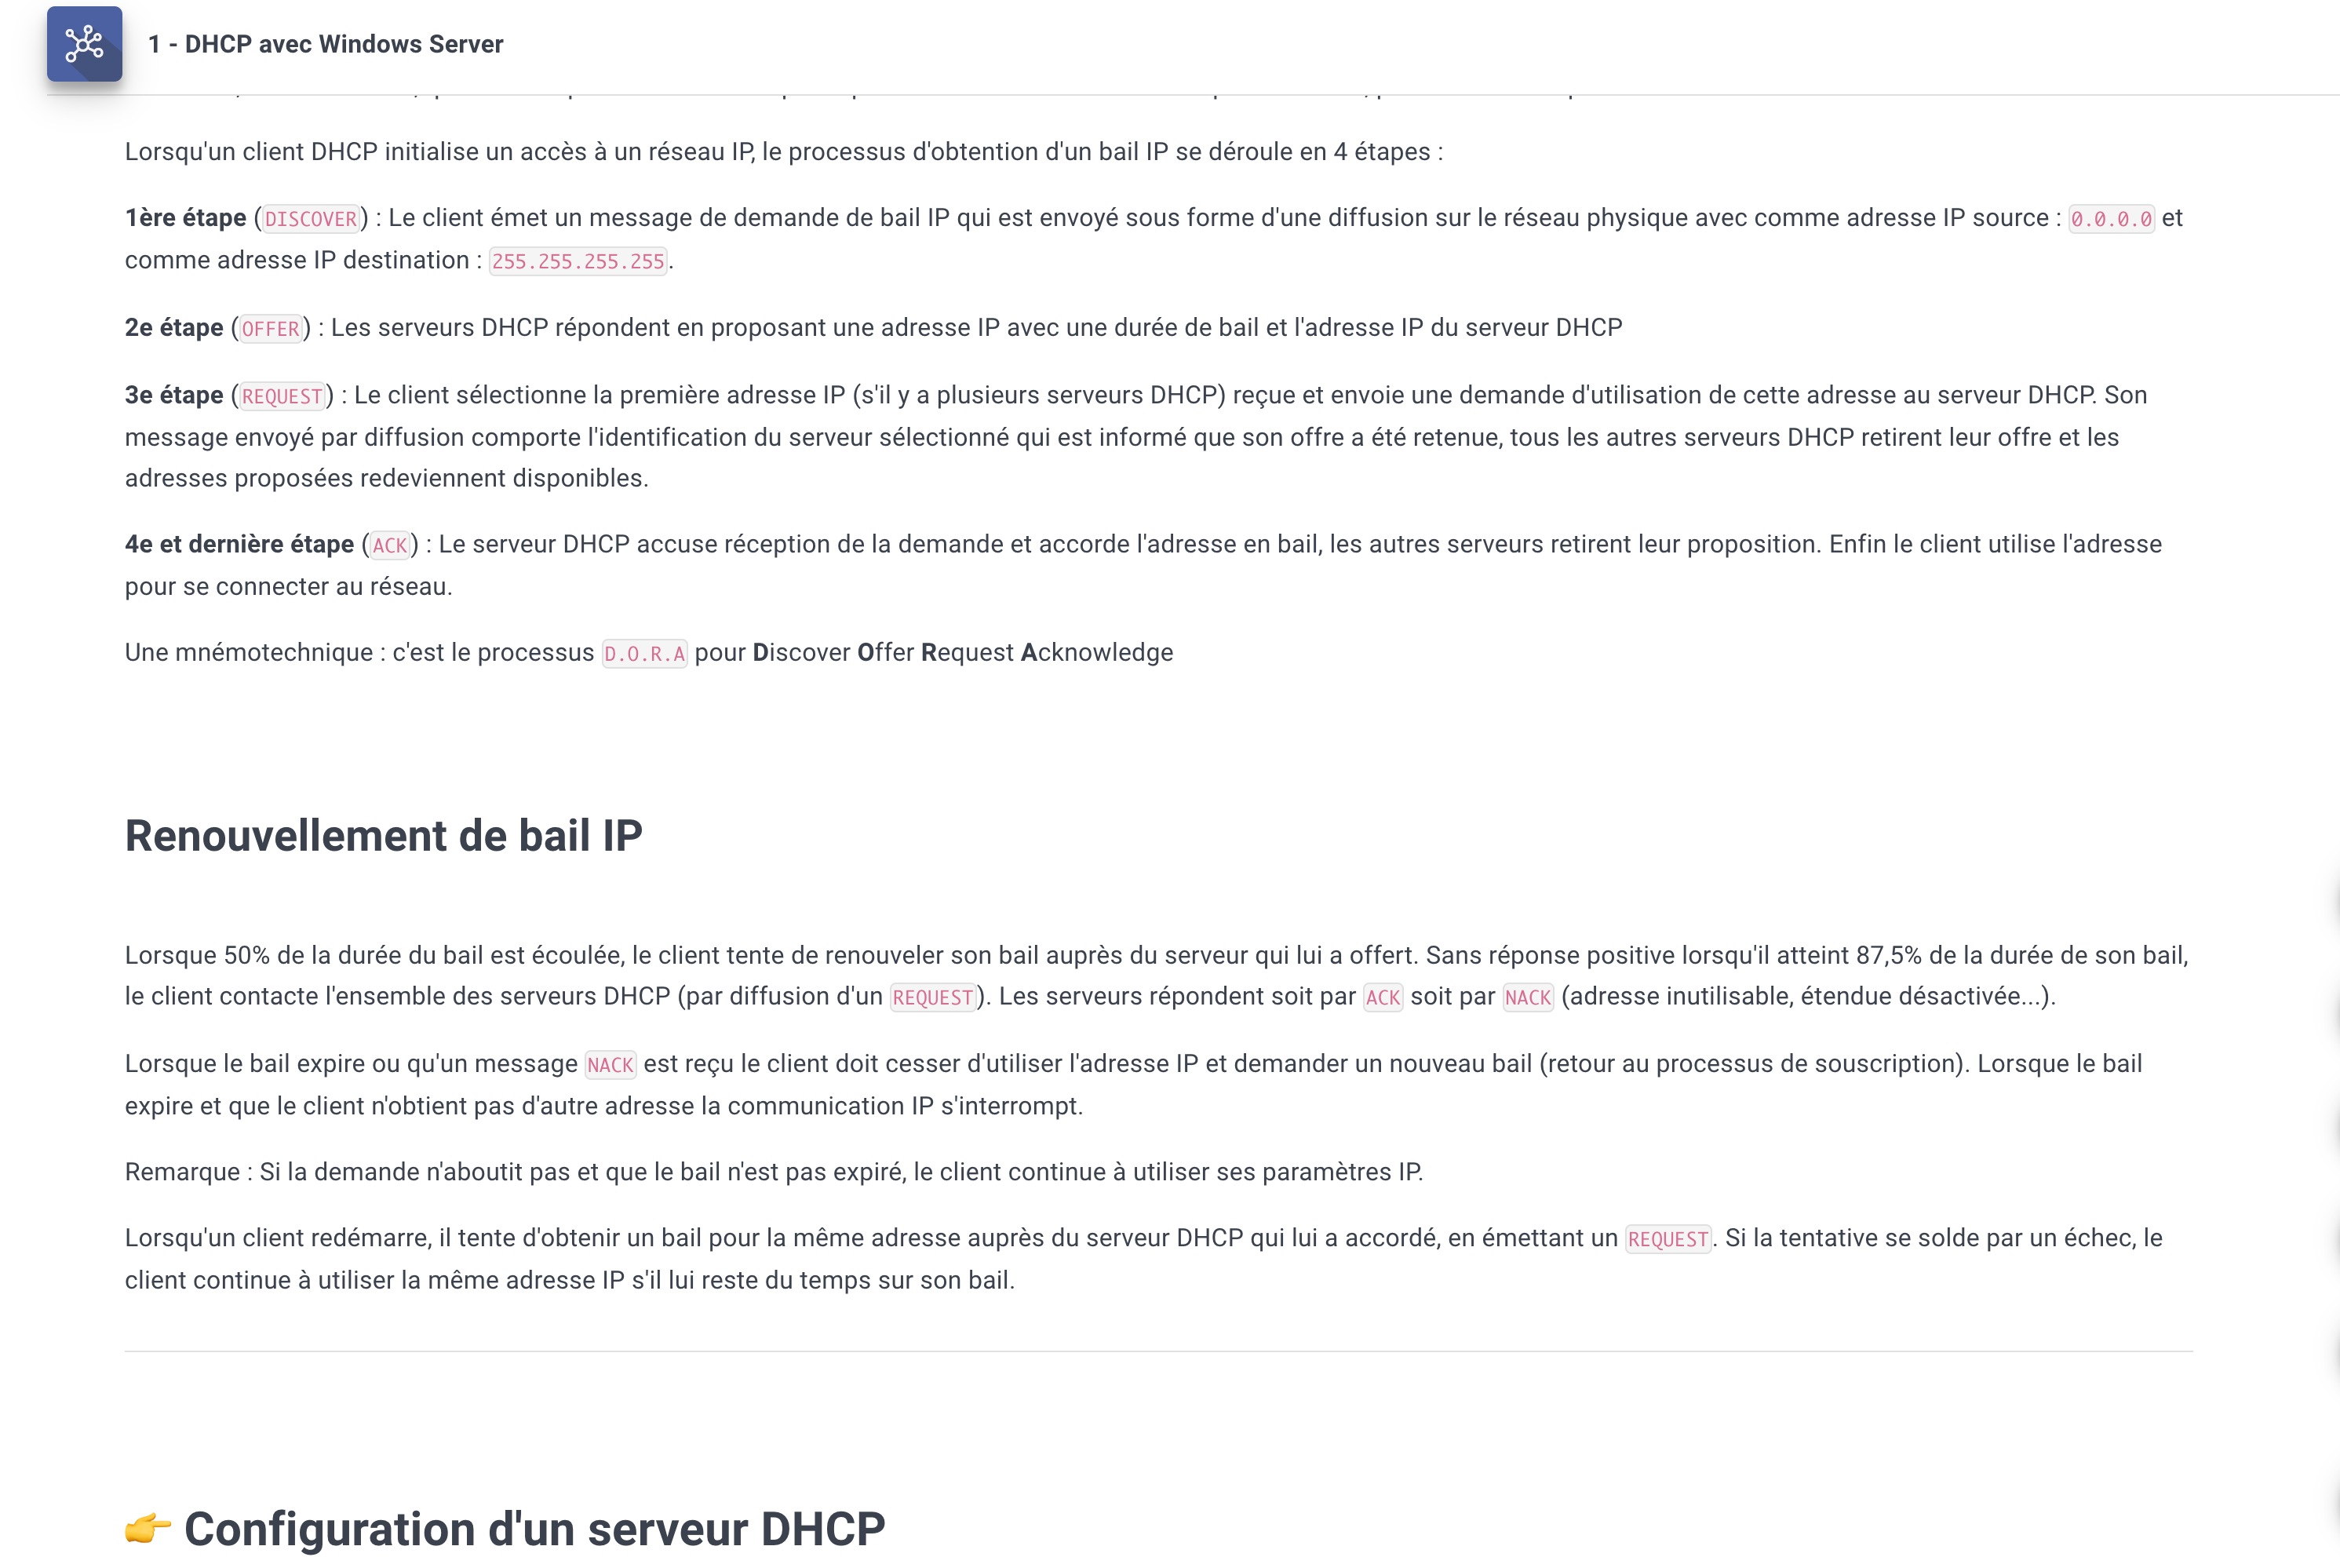 1 - DHCP avec Windows Server
Lorsqu'un client DHCP initialise un accès à un réseau IP, le processus d'obtention d'un bail IP se déroule en 4 étapes :
1ère étape (DISCOVER) : Le client émet un message de demande de bail IP qui est envoyé sous forme d'une diffusion sur le réseau physique avec comme adresse IP source : 0.0.0.0 et
comme adresse IP destination : 255.255.255.255.
2e étape (OFFER) : Les serveurs DHCP répondent en proposant une adresse IP avec une durée de bail et l'adresse IP du serveur DHCP
3e étape (REQUEST) : Le client sélectionne la première adresse IP (s'il y a plusieurs serveurs DHCP) reçue et envoie une demande d'utilisation de cette adresse au serveur DHCP. Son
message envoyé par diffusion comporte l'identification du serveur sélectionné qui est informé que son offre a été retenue, tous les autres serveurs DHCP retirent leur offre et les
adresses proposées redeviennent disponibles.
4e et dernière étape (ACK) : Le serveur DHCP accuse réception de la demande et accorde l'adresse en bail, les autres serveurs retirent leur proposition. Enfin le client utilise l'adresse
pour se connecter au réseau.
Une mnémotechnique : c'est le processus D.O.R.A pour Discover Offer Request Acknowledge
Renouvellement de bail IP
Lorsque 50% de la durée du bail est écoulée, le client tente de renouveler son bail auprès du serveur qui lui a offert. Sans réponse positive lorsqu'il atteint 87,5% de la durée de son bail,
le client contacte l'ensemble des serveurs DHCP (par diffusion d'un REQUEST). Les serveurs répondent soit par ACK soit par NACK (adresse inutilisable, étendue désactivée...).
Lorsque le bail expire ou qu'un message NACK est reçu le client doit cesser d'utiliser l'adresse IP et demander un nouveau bail (retour au processus de souscription). Lorsque le bail
expire et que le client n'obtient pas d'autre adresse la communication IP s'interrompt.
Remarque : Si la demande n'aboutit pas et que le bail n'est pas expiré, le client continue à utiliser ses paramètres IP.
Lorsqu'un client redémarre, il tente d'obtenir un bail pour la même adresse auprès du serveur DHCP qui lui a accordé, en émettant un REQUEST. Si la tentative se solde par un échec, le
client continue à utiliser la même adresse IP s'il lui reste du temps sur son bail.
👉 Configuration d'un serveur DHCP